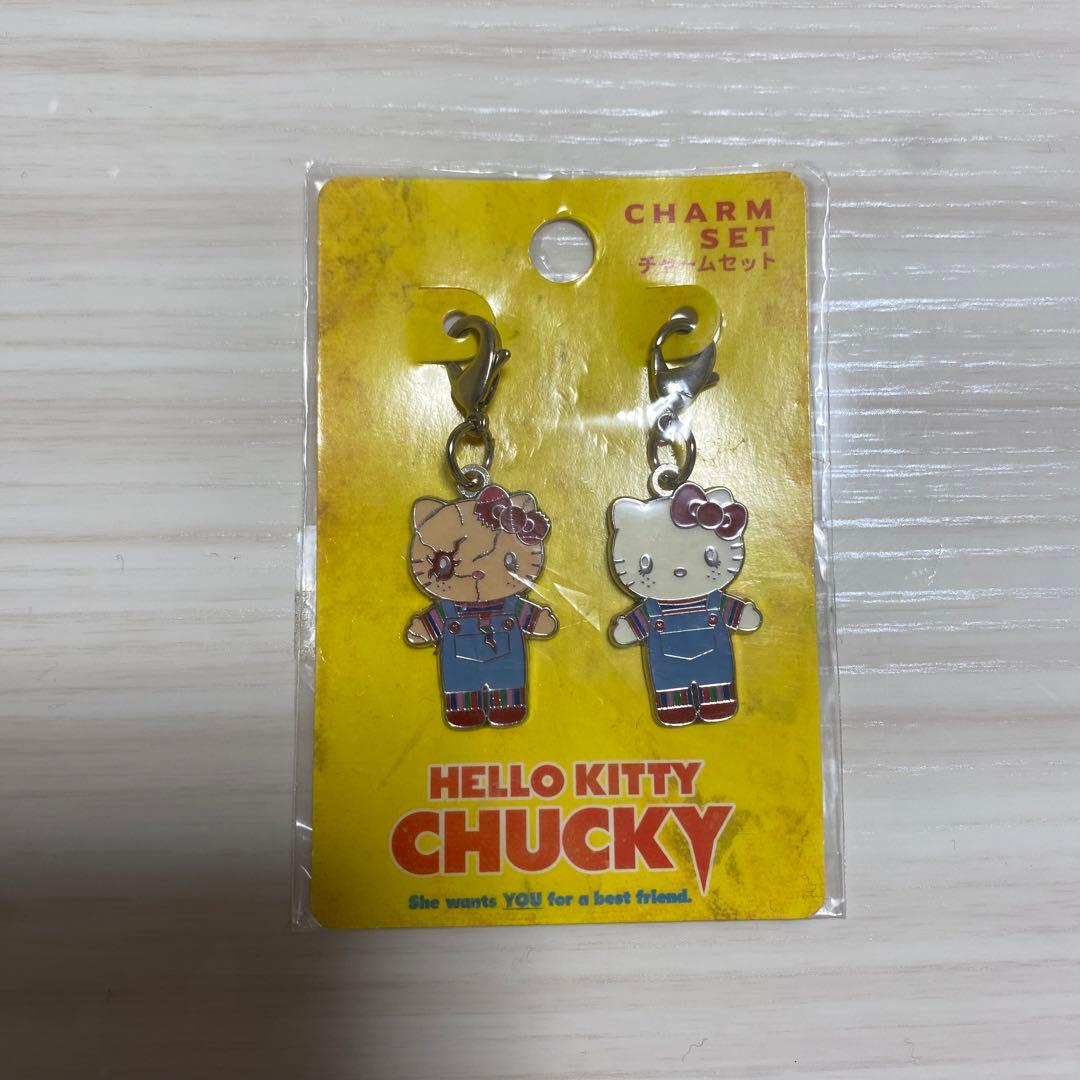 CHARM
SET
チャームセット
HELLO KITTY
CHUCKY
She wants YOU for a best friend.